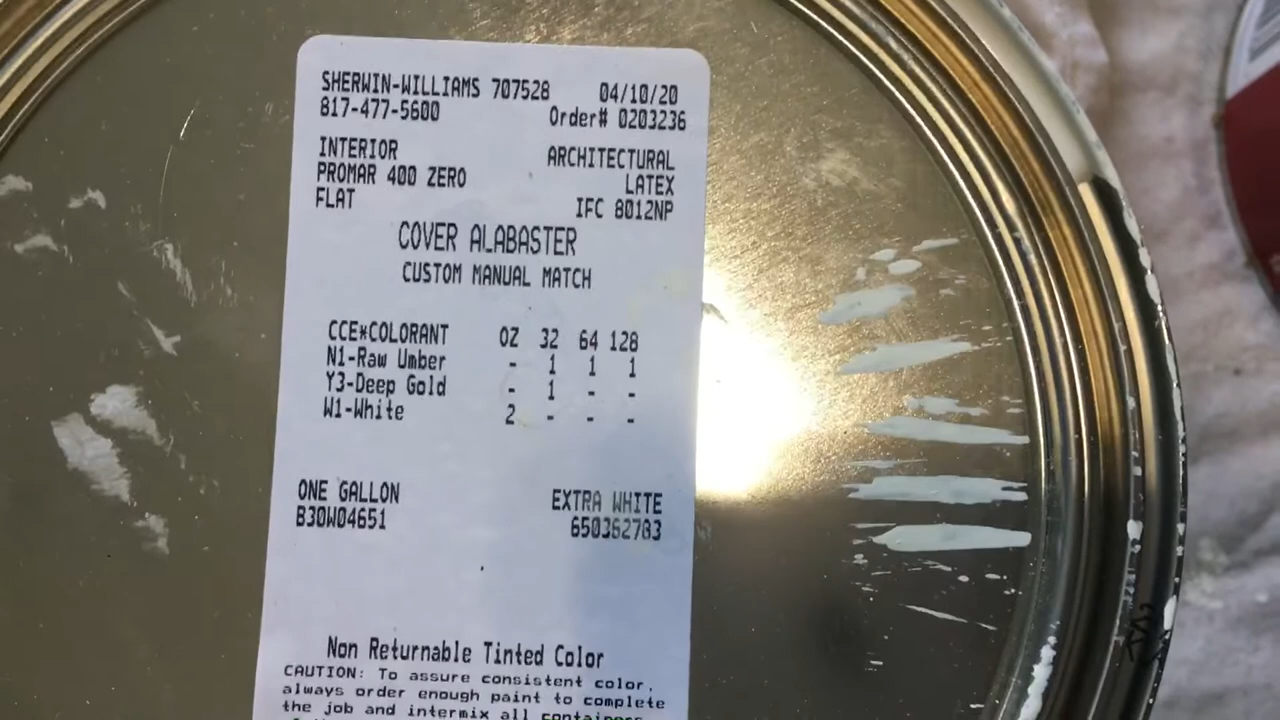 SHERWIN-WILLIAMS 707528 04/10/20
817-477-5600 Order# 0203236
INTERIOR ARCHITECTURAL
PROMAR 400 ZERO LATEX
FLAT IFC 8012NP
COVER ALABASTER
CUSTOM MANUAL MATCH
CCE*COLORANT OZ 32 64 128
N1-Raw Umber - 1 1 1
Y3-Deep Gold - 1 - -
W1-White 2 - - -
ONE GALLON EXTRA WHITE
B30W04651 650362783
Non Returnable Tinted Color
CAUTION: To assure consistent color,
always order enough paint to complete
the job and intermix all containers